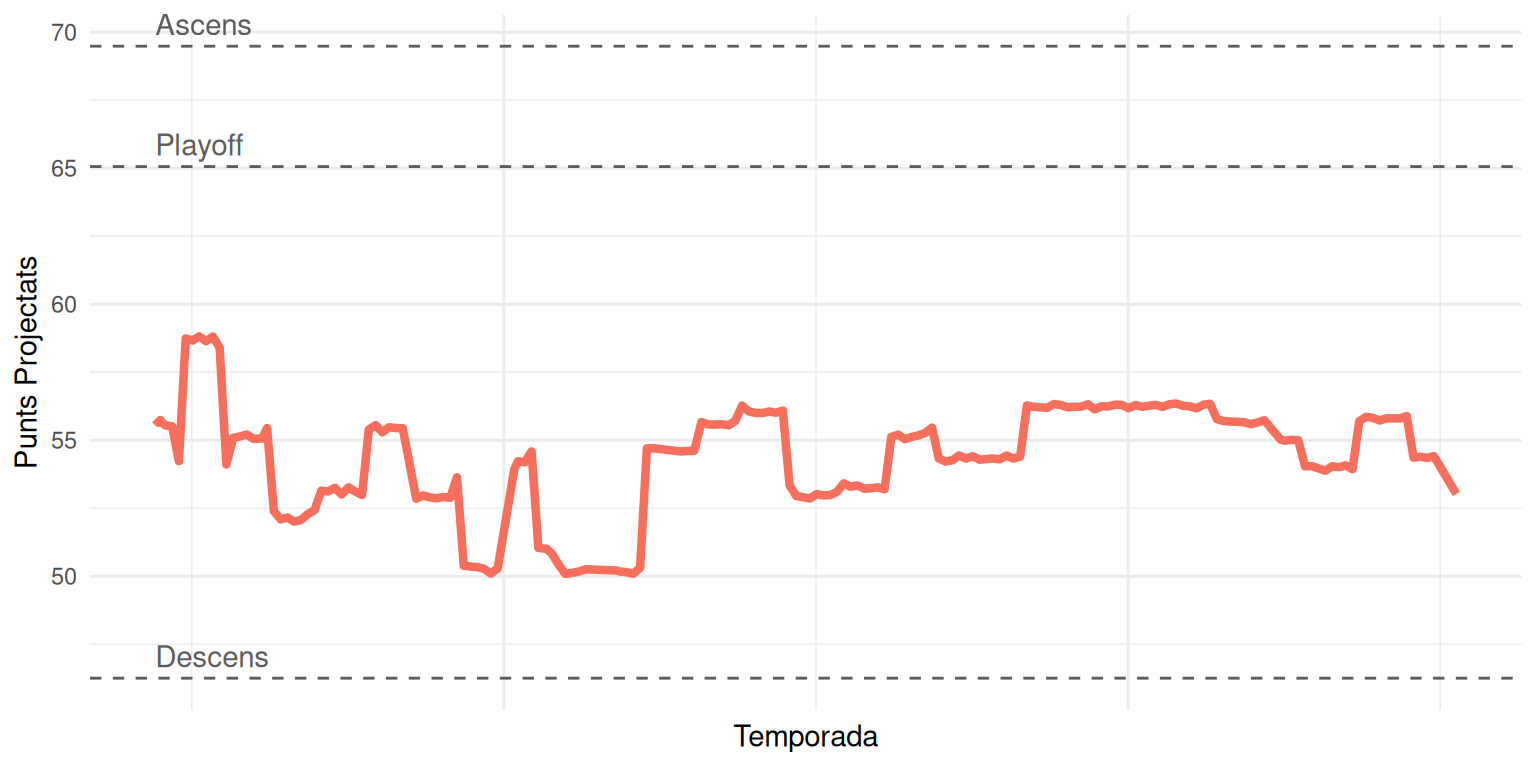 70
Ascens
Playoff
65
60
55
50
Descens
Punts Projectats
Temporada